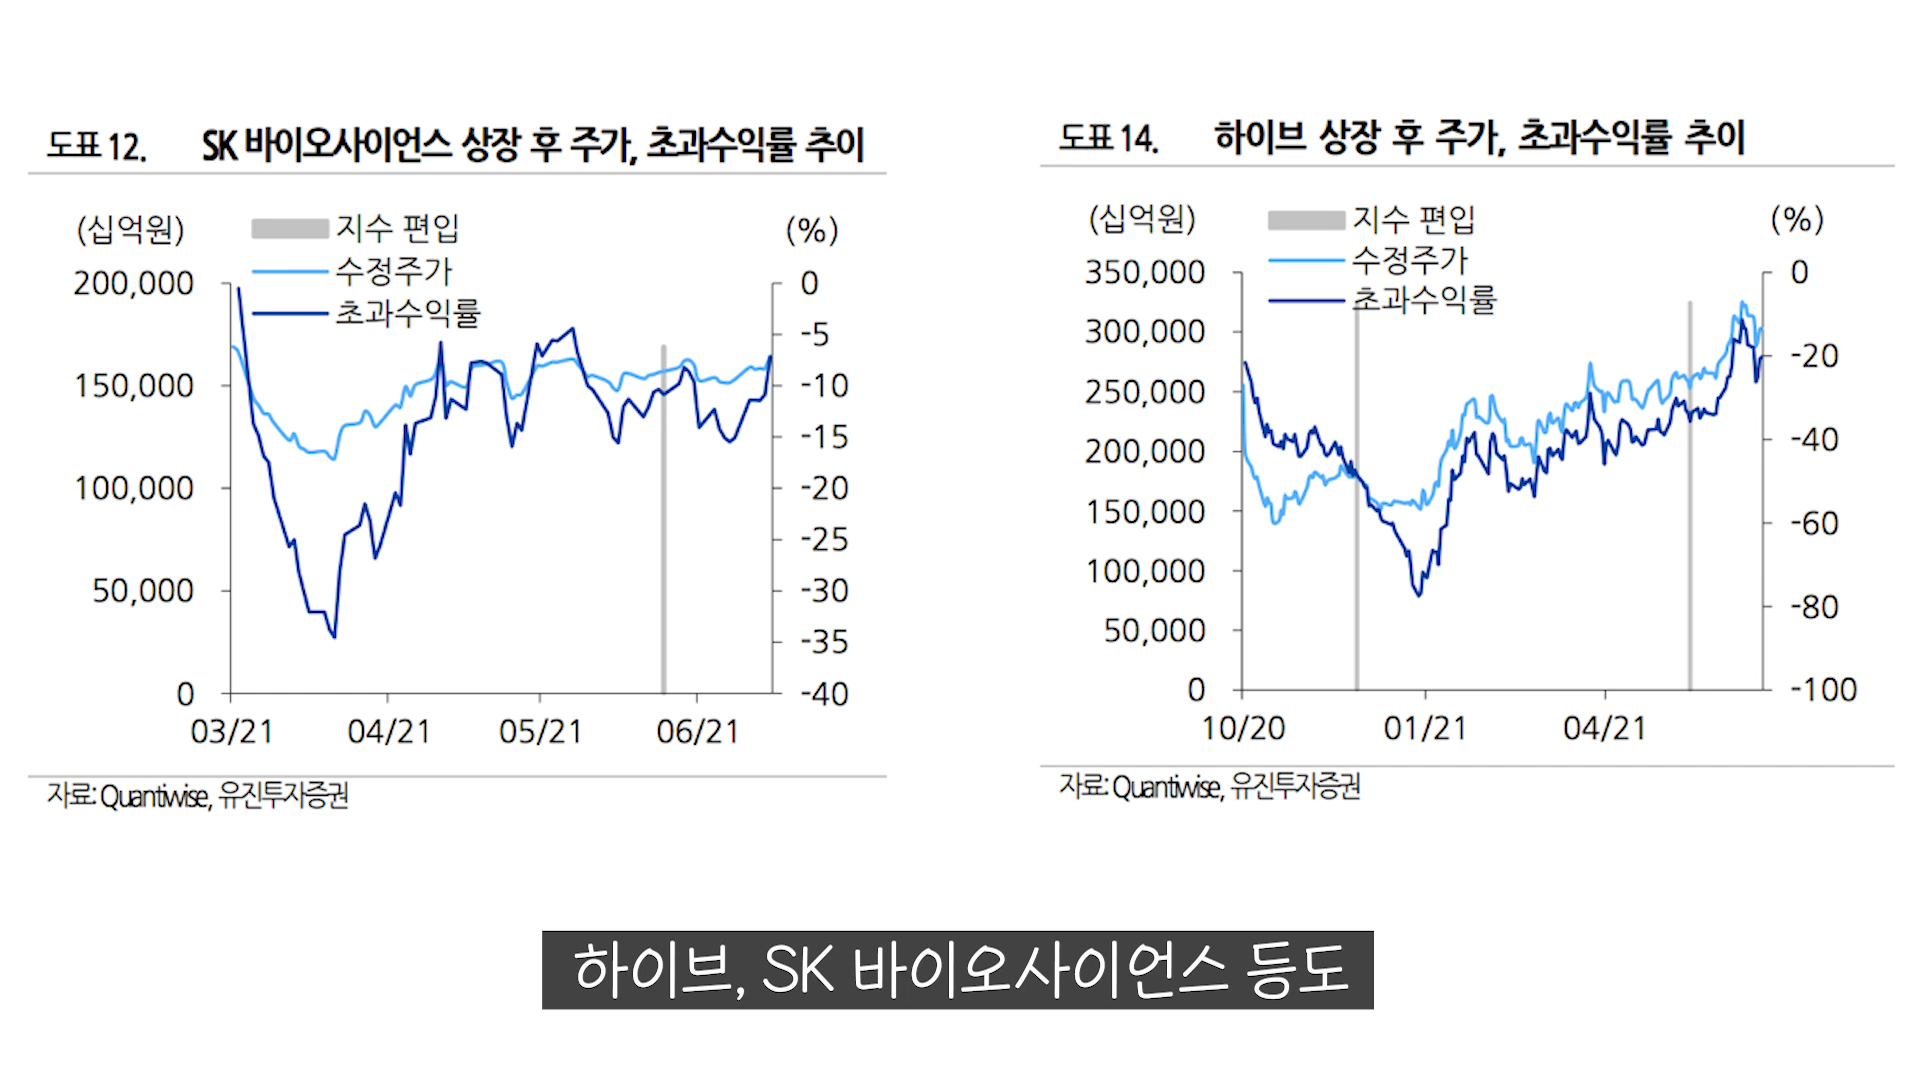 도표 12. SK 바이오사이언스 상장 후 주가, 초과수익률 추이
(십억원)
(%)
지수 편입
수정주가
초과수익률
200,000
150,000
100,000
50,000
0
0
-5
-10
-15
-20
-25
-30
-35
-40
03/21 04/21 05/21 06/21
자료: Quantiwise, 유진투자증권
도표 14. 하이브 상장 후 주가, 초과수익률 추이
(십억원)
(%)
지수 편입
수정주가
초과수익률
350,000
300,000
250,000
200,000
150,000
100,000
50,000
0
0
-20
-40
-60
-80
-100
10/20 01/21 04/21
자료: Quantiwise, 유진투자증권
하이브, SK 바이오사이언스 등도